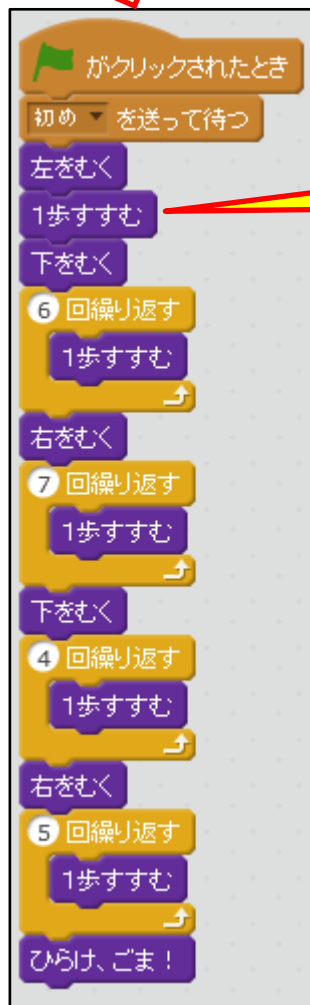 がクリックされたとき
初め を送って待つ
左をむく
1歩すすむ
下をむく
6 回繰り返す
1歩すすむ
右をむく
7 回繰り返す
1歩すすむ
下をむく
4 回繰り返す
1歩すすむ
右をむく
5 回繰り返す
1歩すすむ
ひらけ、ごま!